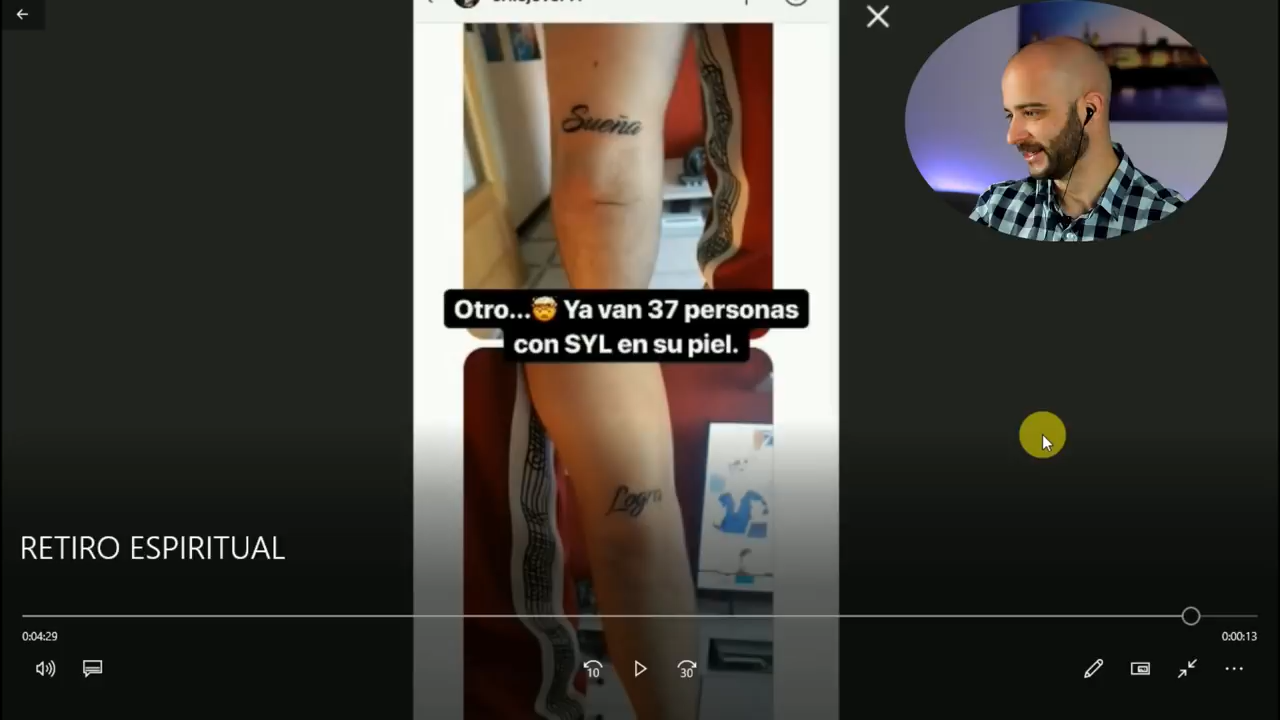 Sueña
Otro...🤯 Ya van 37 personas
con SYL en su piel.
Logra
RETIRO ESPIRITUAL
0:04:29
0:00:13
10
30